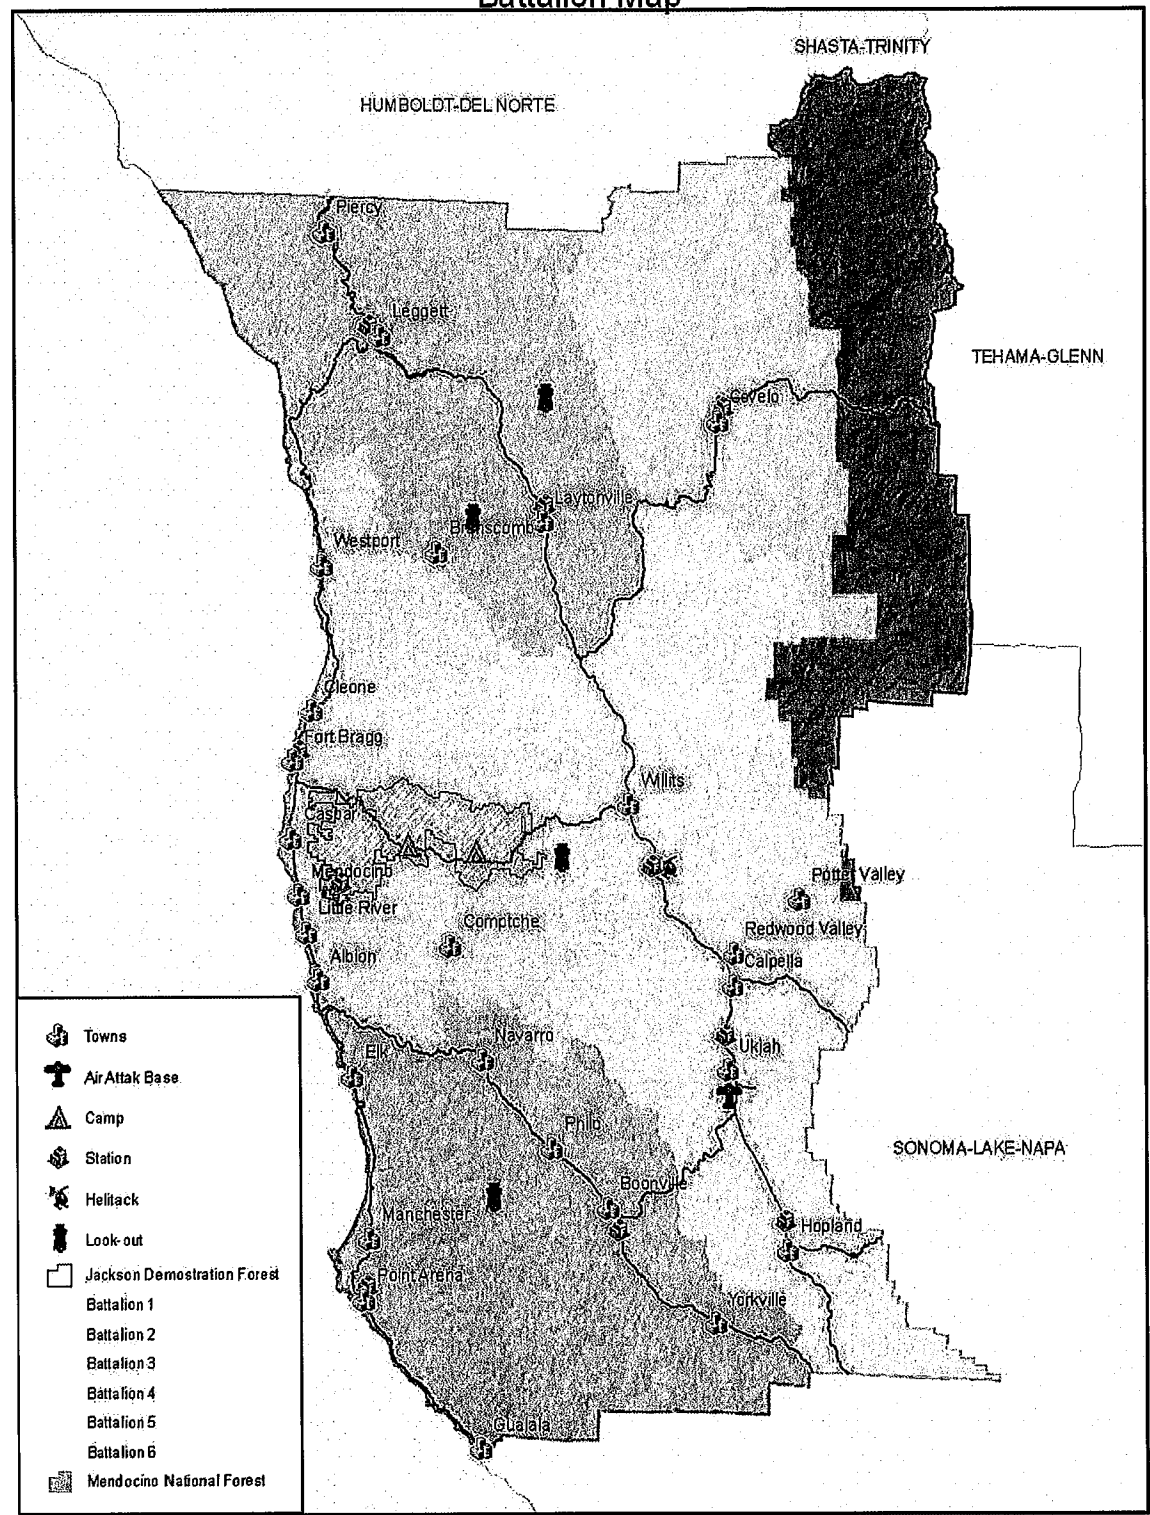 Battalion Map
SHASTA-TRINITY
HUMBOLDT-DEL NORTE
Piercy
Leggett
TEHAMA-GLENN
Covelo
Laytonville
Branscomb
Westport
Cleone
Fort Bragg
Willits
Caspar
Mendocino
Potter Valley
Little River
Comptche
Redwood Valley
Albion
Calpella
Navarro
Ukiah
Elk
Philo
SONOMA-LAKE-NAPA
Boonville
Manchester
Hopland
Point Arena
Yorkville
Gualala
Towns
Air Attak Base
Camp
Station
Helitack
Look-out
Jackson Demostration Forest
Battalion 1
Battalion 2
Battalion 3
Battalion 4
Battalion 5
Battalion 6
Mendocino National Forest